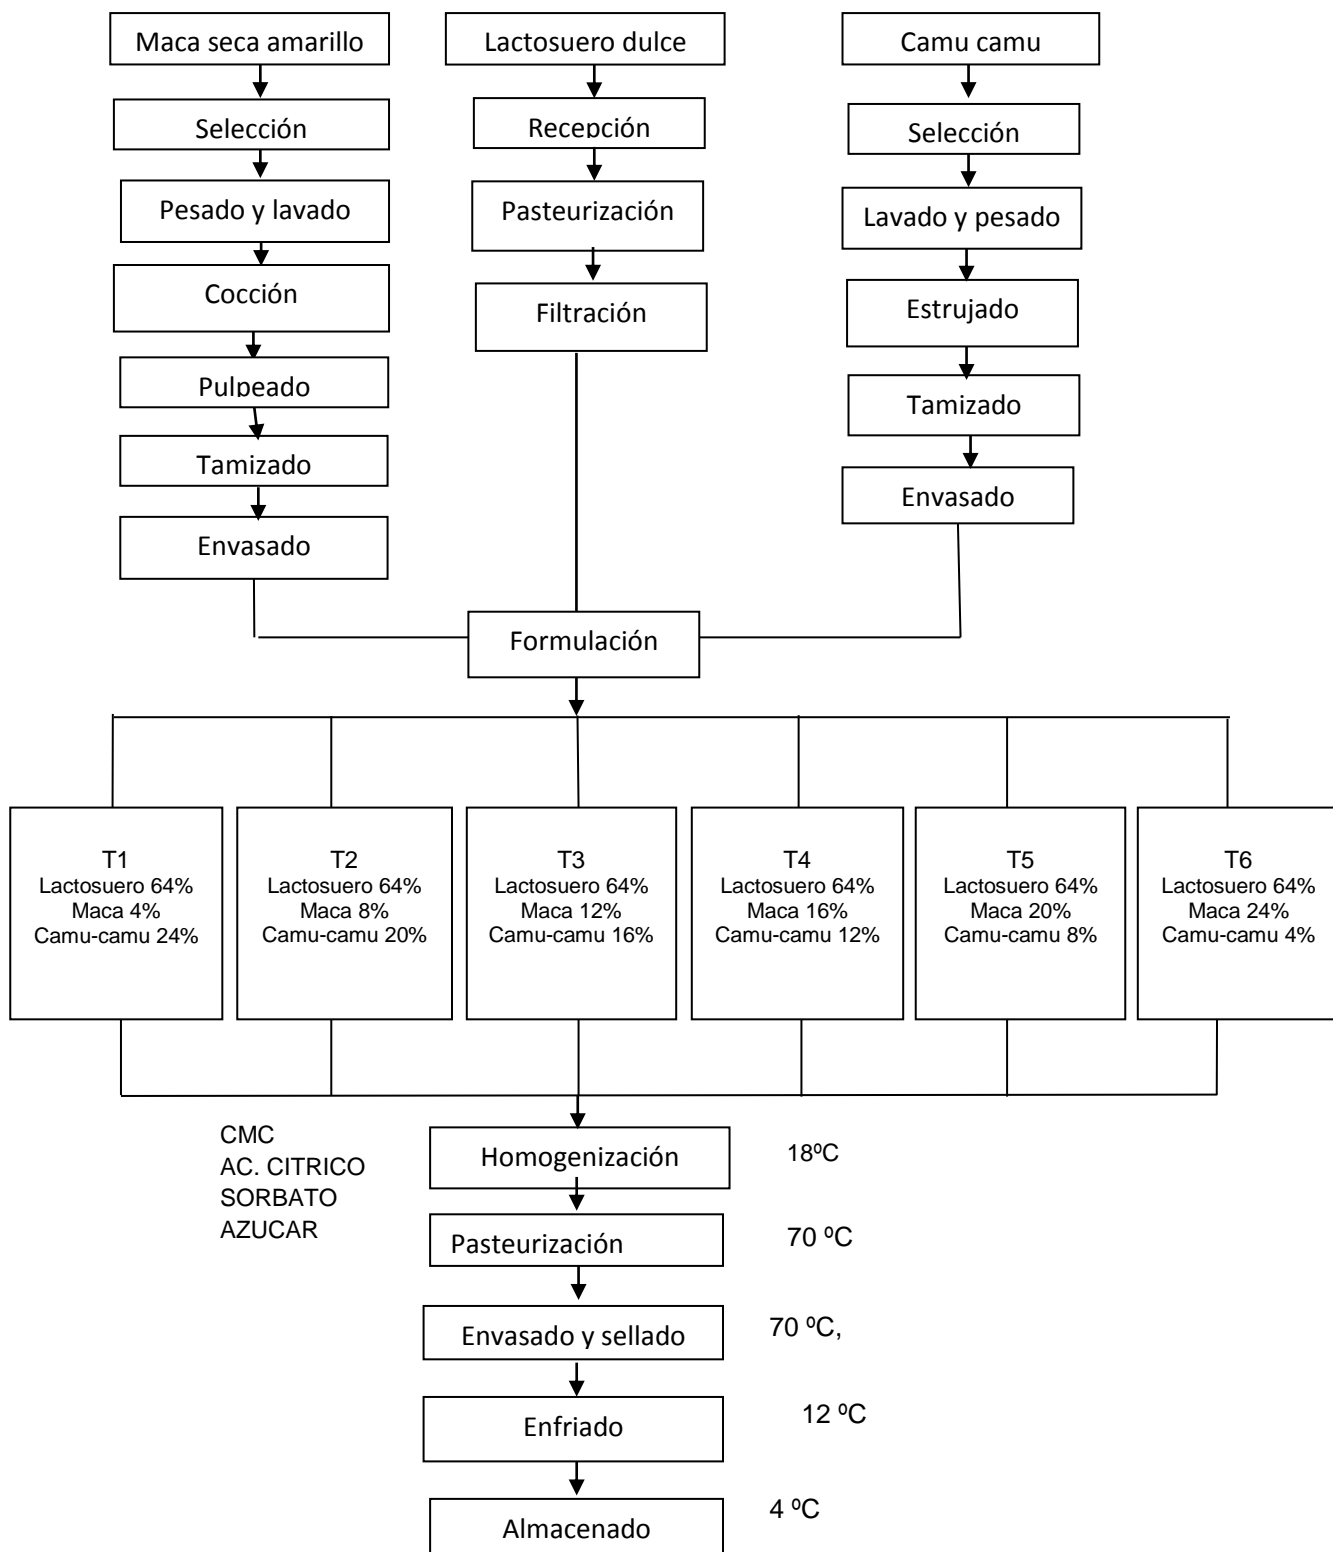 Maca seca amarillo
Selección
Pesado y lavado
Cocción
Pulpeado
Tamizado
Envasado
Lactosuero dulce
Recepción
Pasteurización
Filtración
Camu camu
Selección
Lavado y pesado
Estrujado
Tamizado
Envasado
Formulación
T1
Lactosuero 64%
Maca 4%
Camu-camu 24%
T2
Lactosuero 64%
Maca 8%
Camu-camu 20%
T3
Lactosuero 64%
Maca 12%
Camu-camu 16%
T4
Lactosuero 64%
Maca 16%
Camu-camu 12%
T5
Lactosuero 64%
Maca 20%
Camu-camu 8%
T6
Lactosuero 64%
Maca 24%
Camu-camu 4%
CMC
AC. CITRICO
SORBATO
AZUCAR
Homogenización
18ºC
Pasteurización
70 ºC
Envasado y sellado
70 ºC,
Enfriado
12 ºC
Almacenado
4 ºC